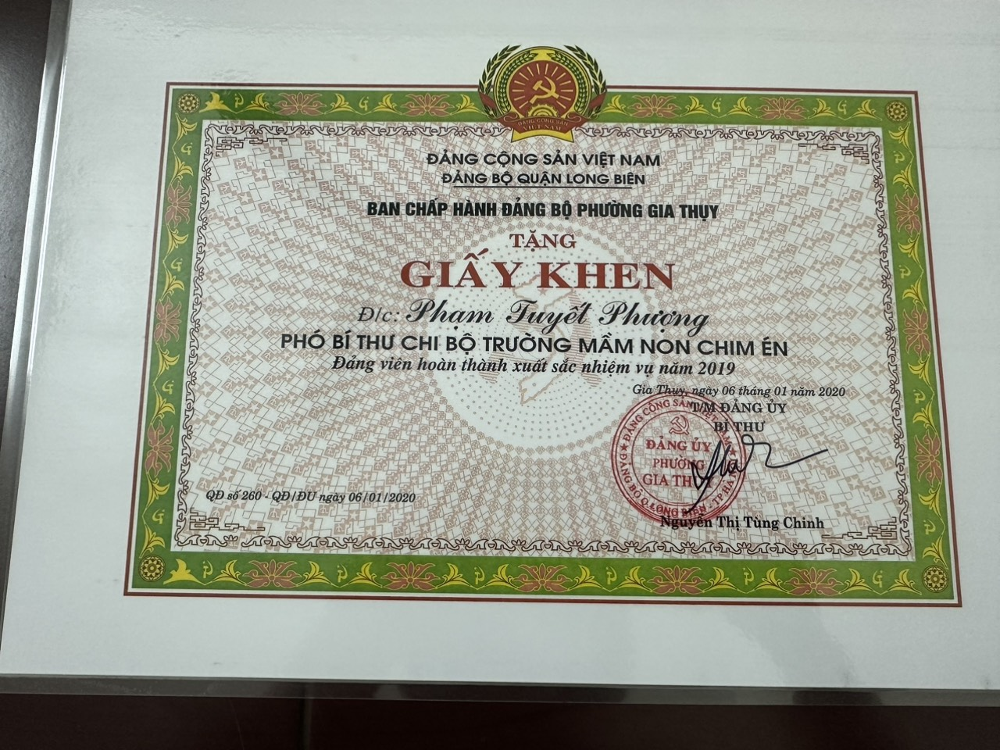 ĐẢNG CỘNG SẢN
VIỆT NAM
ĐẢNG CỘNG SẢN VIỆT NAM
ĐẢNG BỘ QUẬN LONG BIÊN
BAN CHẤP HÀNH ĐẢNG BỘ PHƯỜNG GIA THỤY
TẶNG
GIẤY KHEN
Đ/c: Phạm Tuyết Phượng
PHÓ BÍ THƯ CHI BỘ TRƯỜNG MẦM NON CHIM ÉN
Đảng viên hoàn thành xuất sắc nhiệm vụ năm 2019
Gia Thụy, ngày 06 tháng 01 năm 2020
T/M ĐẢNG ỦY
BÍ THƯ
ĐẢNG CỘNG SẢN VIỆT NAM
ĐẢNG ỦY
PHƯỜNG
GIA TH
ĐẢNG BỘ Q LONG BIÊN - TP.HÀ
QĐ số 260 - QĐ/ĐU ngày 06/01/2020
Nguyễn Thị Tùng Chinh